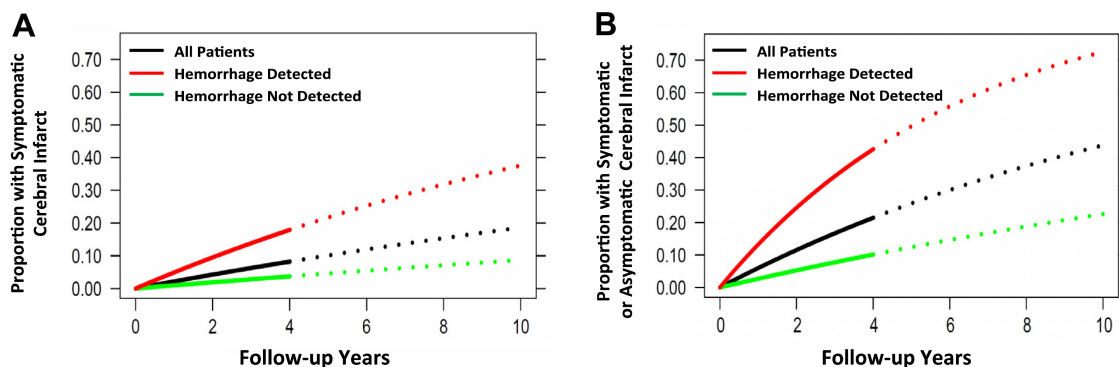 A
Proportion with Symptomatic
Cerebral Infarct
0.70
0.60
0.50
0.40
0.30
0.20
0.10
0.00
All Patients
Hemorrhage Detected
Hemorrhage Not Detected
0 2 4 6 8 10
Follow-up Years
B
Proportion with Symptomatic
or Asymptomatic Cerebral Infarct
0.70
0.60
0.50
0.40
0.30
0.20
0.10
0.00
All Patients
Hemorrhage Detected
Hemorrhage Not Detected
0 2 4 6 8 10
Follow-up Years